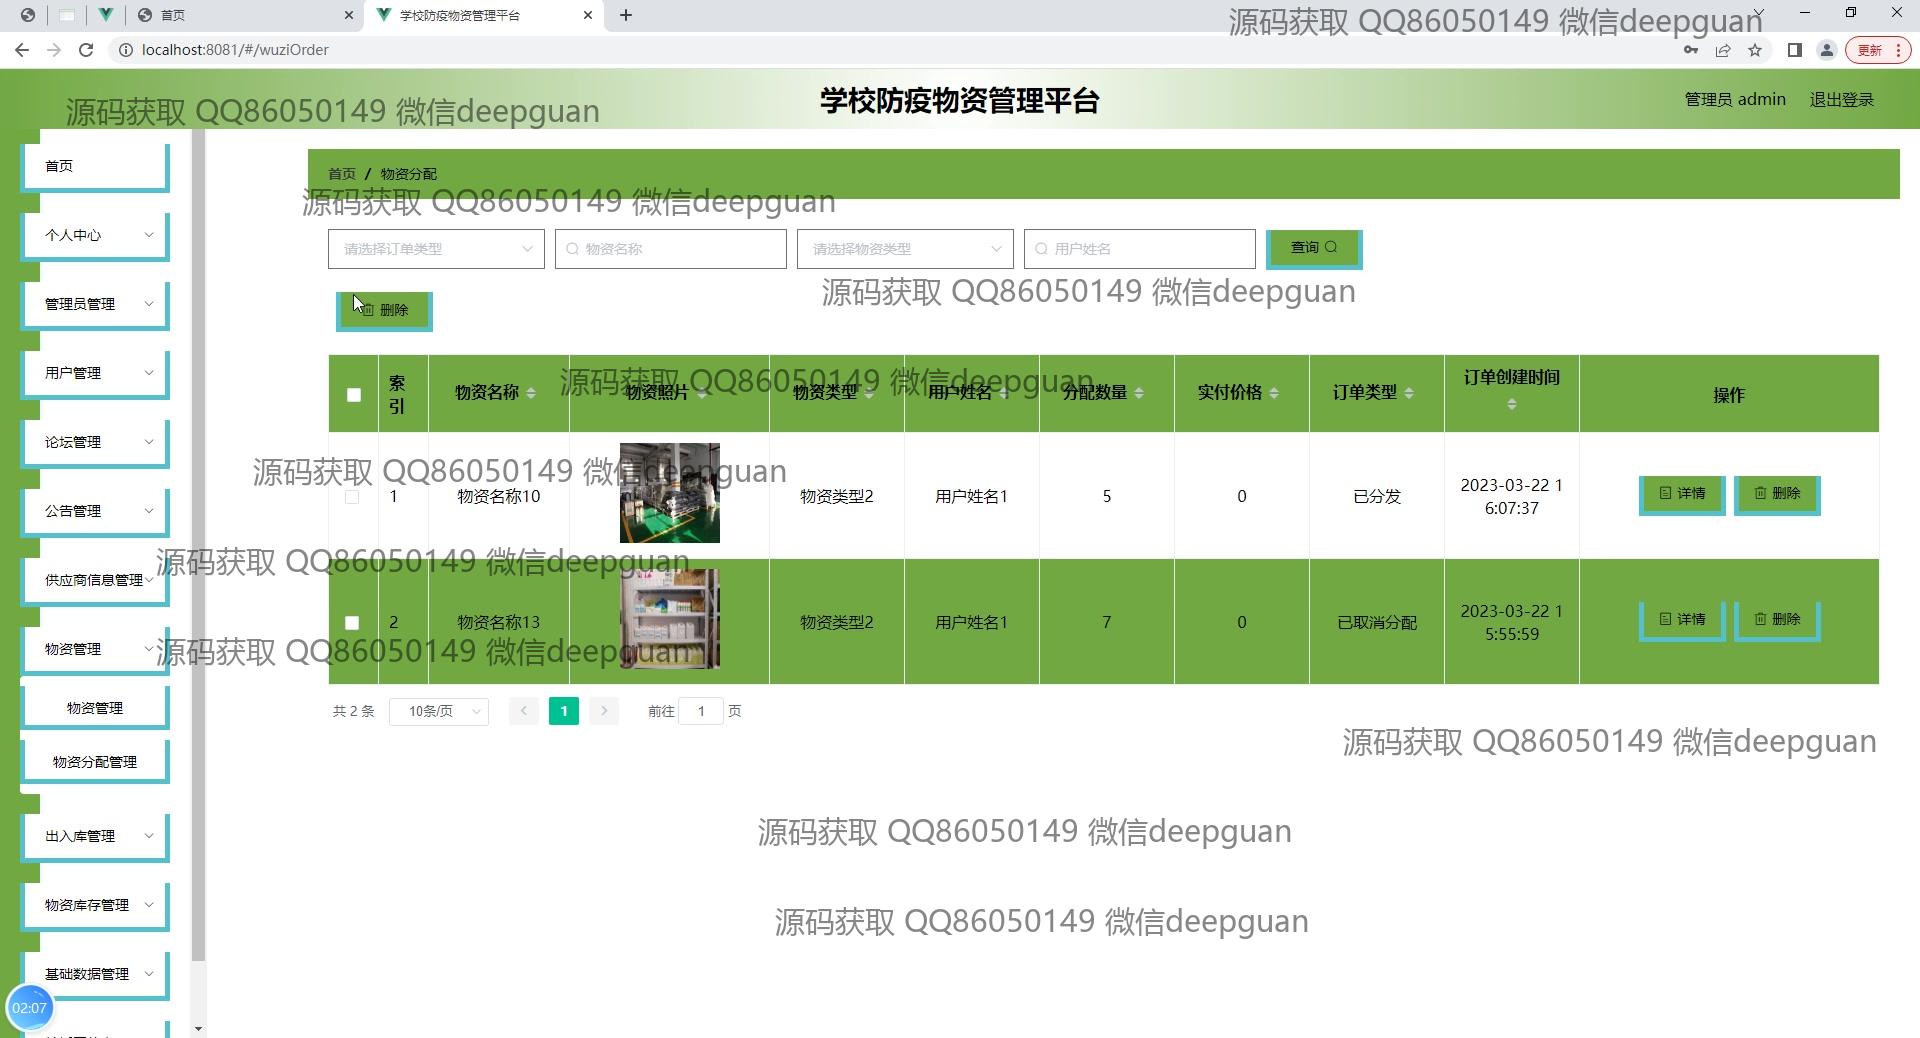 首页
学校防疫物资管理平台
源码获取 QQ86050149 微信deepguan
localhost:8081/#/wuziOrder
更新
学校防疫物资管理平台
管理员 admin
退出登录
源码获取 QQ86050149 微信deepguan
首页
个人中心
管理员管理
用户管理
论坛管理
公告管理
供应商信息管理
物资管理
物资管理
物资分配管理
出入库管理
物资库存管理
基础数据管理
02:07
首页 / 物资分配
源码获取 QQ86050149 微信deepguan
请选择订单类型
物资名称
请选择物资类型
用户姓名
查询
源码获取 QQ86050149 微信deepguan
删除
索引 物资名称 物资照片 物资类型 用户姓名 分配数量 实付价格 订单类型 订单创建时间 操作
源码获取 QQ86050149 微信deepguan
源码获取 QQ86050149 微信deepguan
1 物资名称10 物资类型2 用户姓名1 5 0 已分发 2023-03-22 16:07:37 详情 删除
源码获取 QQ86050149 微信deepguan
2 物资名称13 物资类型2 用户姓名1 7 0 已取消分配 2023-03-22 15:55:59 详情 删除
源码获取 QQ86050149 微信deepguan
共 2 条 10条/页 1 前往 1 页
源码获取 QQ86050149 微信deepguan
源码获取 QQ86050149 微信deepguan
源码获取 QQ86050149 微信deepguan